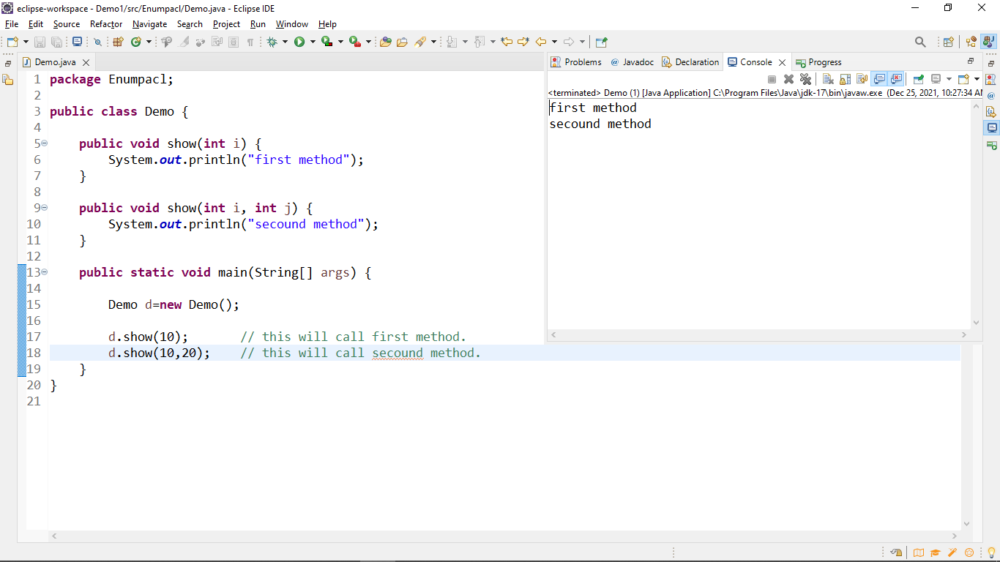 eclipse-workspace - Demo1/src/Enumpacl/Demo.java - Eclipse IDE
File Edit Source Refactor Navigate Search Project Run Window Help
Demo.java
1 package Enumpacl;
2
3 public class Demo {
4
5 public void show(int i) {
6 System.out.println("first method");
7 }
8
9 public void show(int i, int j) {
10 System.out.println("secound method");
11 }
12
13 public static void main(String[] args) {
14
15 Demo d=new Demo();
16
17 d.show(10); // this will call first method.
18 d.show(10,20); // this will call secound method.
19 }
20 }
21
Problems @ Javadoc Declaration Console Progress
<terminated> Demo (1) [Java Application] C:\Program Files\Java\jdk-17\bin\javaw.exe (Dec 25, 2021, 10:27:34 AM
first method
secound method